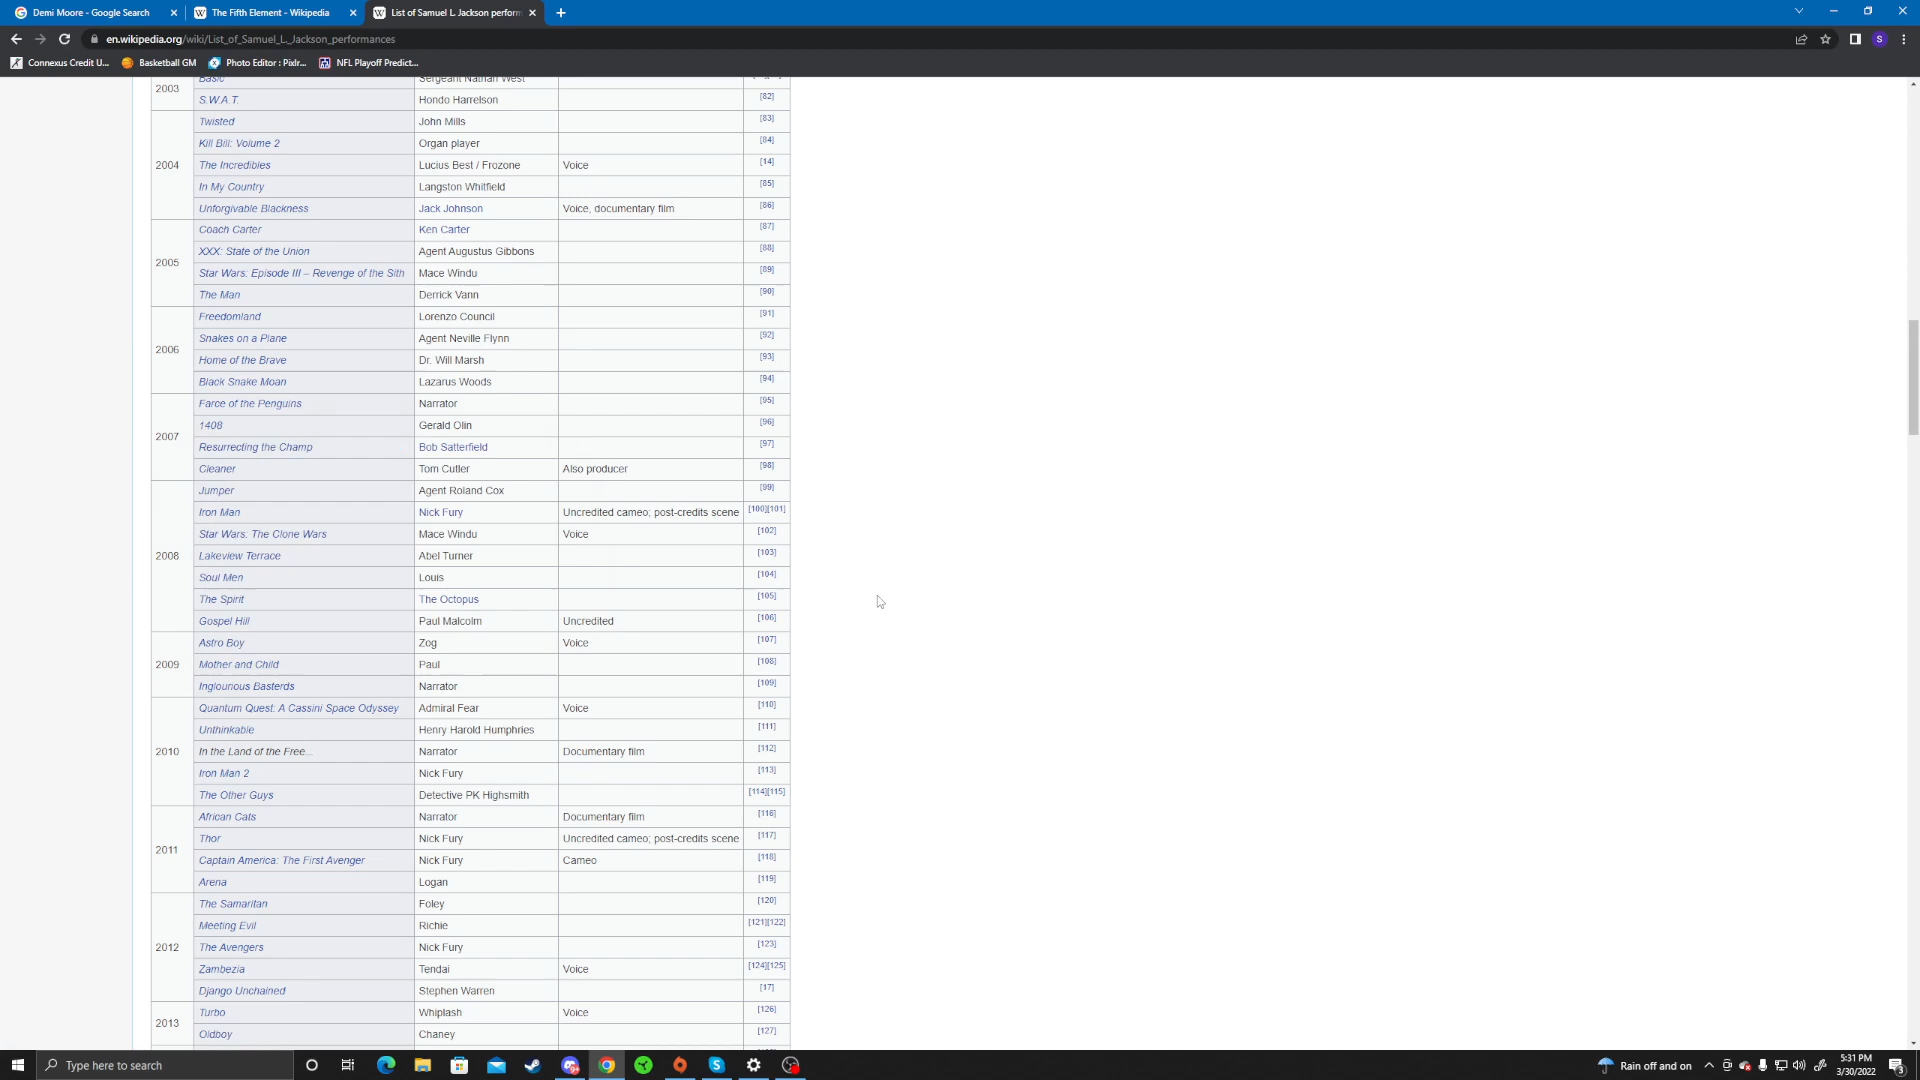 Demi Moore - Google Search
The Fifth Element - Wikipedia
List of Samuel L. Jackson perform
en.wikipedia.org/wiki/List_of_Samuel_L._Jackson_performances
Connexus Credit U...
Basketball GM
Photo Editor : Pixlr...
NFL Playoff Predict...
2003
Basic Sergeant Nathan West
S.W.A.T. Hondo Harrelson [82]
2004
Twisted John Mills [83]
Kill Bill: Volume 2 Organ player [84]
The Incredibles Lucius Best / Frozone Voice [14]
In My Country Langston Whitfield [85]
Unforgivable Blackness Jack Johnson Voice, documentary film [86]
2005
Coach Carter Ken Carter [87]
XXX: State of the Union Agent Augustus Gibbons [88]
Star Wars: Episode III – Revenge of the Sith Mace Windu [89]
The Man Derrick Vann [90]
2006
Freedomland Lorenzo Council [91]
Snakes on a Plane Agent Neville Flynn [92]
Home of the Brave Dr. Will Marsh [93]
Black Snake Moan Lazarus Woods [94]
2007
Farce of the Penguins Narrator [95]
1408 Gerald Olin [96]
Resurrecting the Champ Bob Satterfield [97]
Cleaner Tom Cutler Also producer [98]
2008
Jumper Agent Roland Cox [99]
Iron Man Nick Fury Uncredited cameo; post-credits scene [100][101]
Star Wars: The Clone Wars Mace Windu Voice [102]
Lakeview Terrace Abel Turner [103]
Soul Men Louis [104]
The Spirit The Octopus [105]
Gospel Hill Paul Malcolm Uncredited [106]
2009
Astro Boy Zog Voice [107]
Mother and Child Paul [108]
Inglourious Basterds Narrator [109]
2010
Quantum Quest: A Cassini Space Odyssey Admiral Fear Voice [110]
Unthinkable Henry Harold Humphries [111]
In the Land of the Free... Narrator Documentary film [112]
Iron Man 2 Nick Fury [113]
The Other Guys Detective PK Highsmith [114][115]
2011
African Cats Narrator Documentary film [116]
Thor Nick Fury Uncredited cameo; post-credits scene [117]
Captain America: The First Avenger Nick Fury Cameo [118]
Arena Logan [119]
2012
The Samaritan Foley [120]
Meeting Evil Richie [121][122]
The Avengers Nick Fury [123]
Zambezia Tendai Voice [124][125]
Django Unchained Stephen Warren [17]
2013
Turbo Whiplash Voice [126]
Oldboy Chaney [127]
Type here to search
Rain off and on
5:31 PM
3/30/2022
3